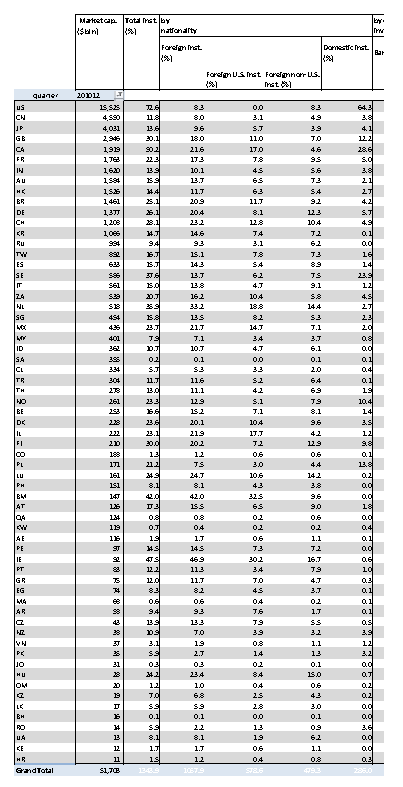 Market cap. Total Inst. by by
($ bln) (%) nationality
Foreign Inst. Domestic Inst.
(%) (%)
Foreign U.S. Inst. Foreign non-U.S.
(%) Inst. (%)
quarter 201012
US 15,525 72.6 8.3 0.0 8.3 64.3
CN 4,550 11.8 8.0 3.1 4.9 3.8
JP 4,031 13.6 9.6 5.7 3.9 4.1
GB 2,946 30.1 18.0 11.0 7.0 12.2
CA 1,919 50.2 21.6 17.0 4.6 28.6
FR 1,763 22.3 17.3 7.8 9.5 5.0
IN 1,620 13.9 10.1 4.5 5.6 3.8
AU 1,584 15.9 13.7 6.5 7.3 2.1
HK 1,526 14.4 11.7 6.3 5.4 2.7
BR 1,461 25.1 20.9 11.7 9.2 4.2
DE 1,377 26.1 20.4 8.1 12.3 5.7
CH 1,208 28.1 23.2 12.8 10.4 4.9
KR 1,066 14.7 14.6 7.4 7.2 0.1
RU 994 9.4 9.3 3.1 6.2 0.0
TW 892 16.7 15.1 7.8 7.3 1.6
ES 633 15.7 14.3 5.4 8.9 1.4
SE 586 37.6 13.7 6.2 7.5 23.9
IT 561 15.0 13.8 4.7 9.1 1.2
ZA 539 20.7 16.2 10.4 5.8 4.5
NL 518 35.9 33.2 18.8 14.4 2.7
SG 454 15.8 13.5 8.2 5.3 2.3
MX 436 23.7 21.7 14.7 7.1 2.0
MY 401 7.9 7.1 3.4 3.7 0.8
ID 362 10.7 10.7 4.7 6.1 0.0
SA 355 0.2 0.1 0.0 0.1 0.1
CL 334 5.7 5.3 3.3 2.0 0.4
TR 304 11.7 11.6 5.2 6.4 0.1
TH 278 13.0 11.1 4.2 6.9 1.9
NO 261 23.3 12.9 5.1 7.9 10.4
BE 253 16.6 15.2 7.1 8.1 1.4
DK 228 23.6 20.1 10.4 9.6 3.5
IL 222 23.1 21.9 17.7 4.2 1.2
FI 210 30.0 20.2 7.2 12.9 9.8
CO 188 1.3 1.2 0.6 0.6 0.1
PL 171 21.2 7.5 3.0 4.4 13.8
LU 161 24.9 24.7 10.6 14.2 0.2
PH 151 8.1 8.1 4.3 3.8 0.0
BM 147 42.0 42.0 32.5 9.6 0.0
AT 126 17.3 15.5 6.5 9.0 1.8
QA 124 0.8 0.8 0.2 0.6 0.0
KW 119 0.7 0.4 0.2 0.2 0.4
AE 116 1.9 1.7 0.6 1.1 0.1
PE 97 14.5 14.5 7.3 7.2 0.0
IE 92 47.5 46.9 30.2 16.7 0.6
PT 83 12.2 11.3 3.4 7.9 1.0
GR 75 12.0 11.7 7.0 4.7 0.3
EG 74 8.3 8.2 4.5 3.7 0.1
MA 68 0.6 0.6 0.4 0.2 0.1
AR 58 9.4 9.3 7.6 1.7 0.1
CZ 43 13.9 13.3 7.9 5.5 0.5
NZ 38 10.9 7.0 3.9 3.2 3.9
VN 37 3.1 1.9 0.8 1.1 1.2
PK 35 5.9 2.7 1.4 1.3 3.2
JO 31 0.3 0.3 0.2 0.1 0.0
HU 28 24.2 23.4 8.4 15.0 0.7
OM 20 1.2 1.0 0.4 0.6 0.2
KZ 19 7.0 6.8 2.5 4.3 0.2
LK 17 5.9 5.9 2.8 3.0 0.0
BH 16 0.1 0.1 0.0 0.1 0.0
RO 14 5.9 2.2 1.3 0.9 3.6
UA 13 8.1 8.1 1.9 6.2 0.0
KE 12 1.7 1.7 0.6 1.1 0.0
HR 11 1.5 1.2 0.4 0.8 0.3
Grand Total 51,703